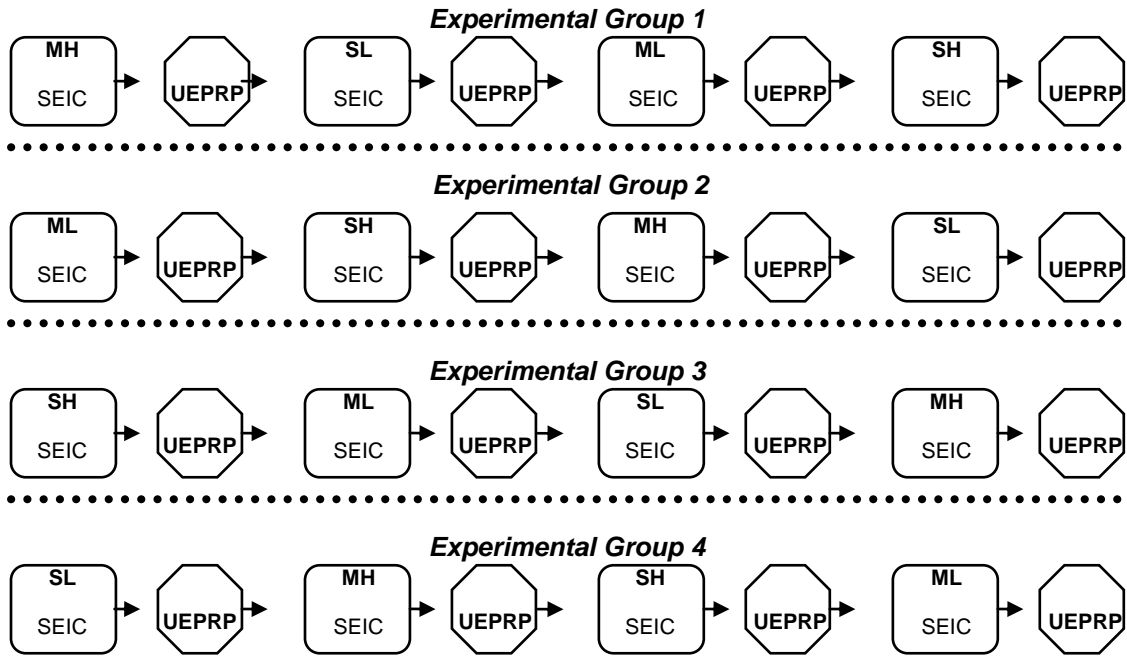 Experimental Group 1
MH SL ML SH
SEIC UEPRP SEIC UEPRP SEIC UEPRP SEIC UEPRP
Experimental Group 2
ML SH MH SL
SEIC UEPRP SEIC UEPRP SEIC UEPRP SEIC UEPRP
Experimental Group 3
SH ML SL MH
SEIC UEPRP SEIC UEPRP SEIC UEPRP SEIC UEPRP
Experimental Group 4
SL MH SH ML
SEIC UEPRP SEIC UEPRP SEIC UEPRP SEIC UEPRP